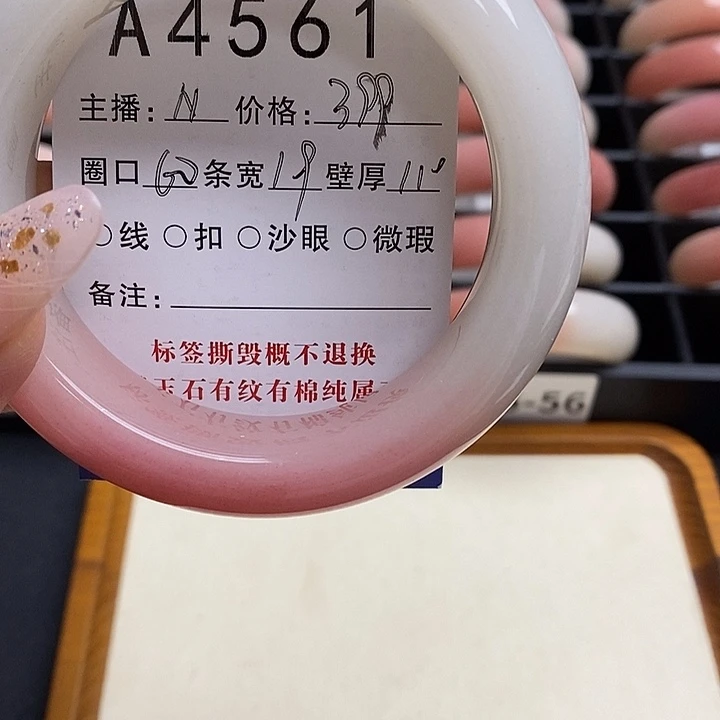 A4561
主播: N 价格: 399
圈口 60 条宽 19 壁厚 11
线 ○扣 ○沙眼 ○微瑕
备注:
标签撕毁概不退换
玉石有纹有棉纯属
-56